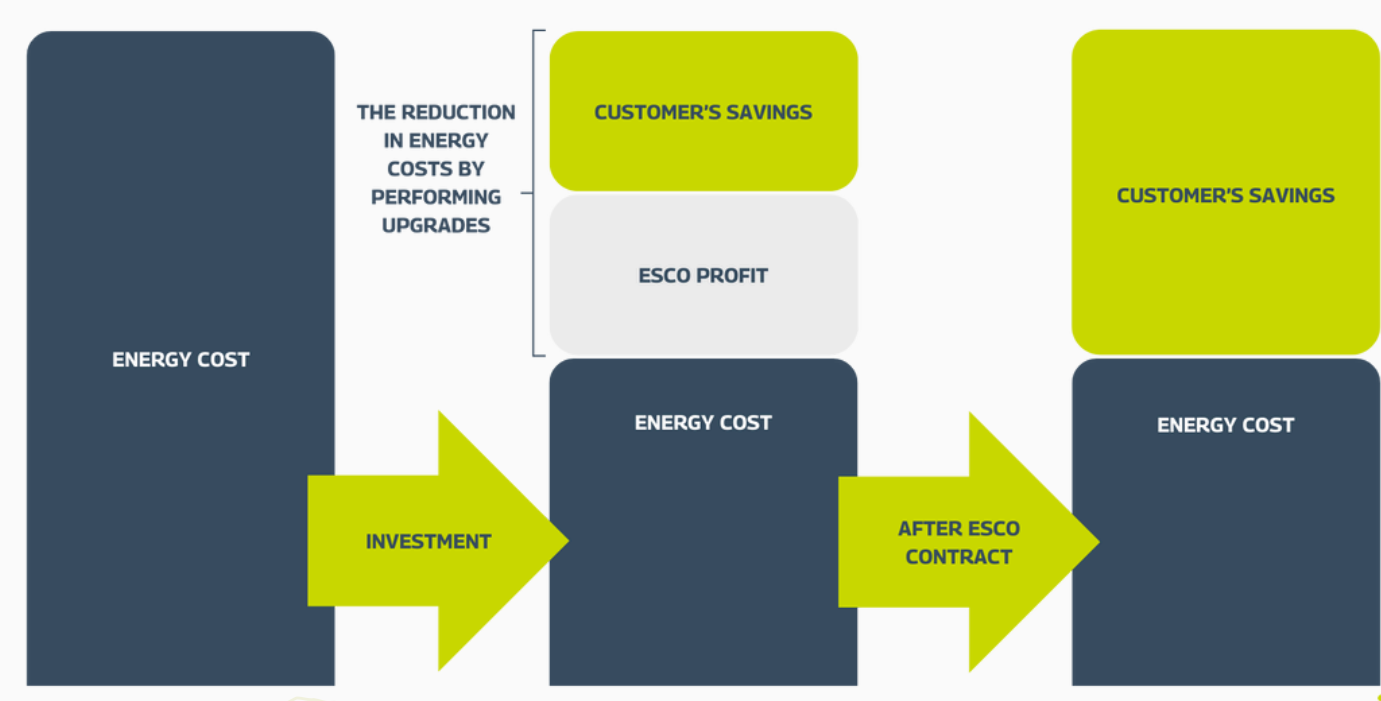 ENERGY COST
THE REDUCTION
IN ENERGY
COSTS BY
PERFORMING
UPGRADES
INVESTMENT
CUSTOMER'S SAVINGS
ESCO PROFIT
ENERGY COST
AFTER ESCO
CONTRACT
CUSTOMER'S SAVINGS
ENERGY COST